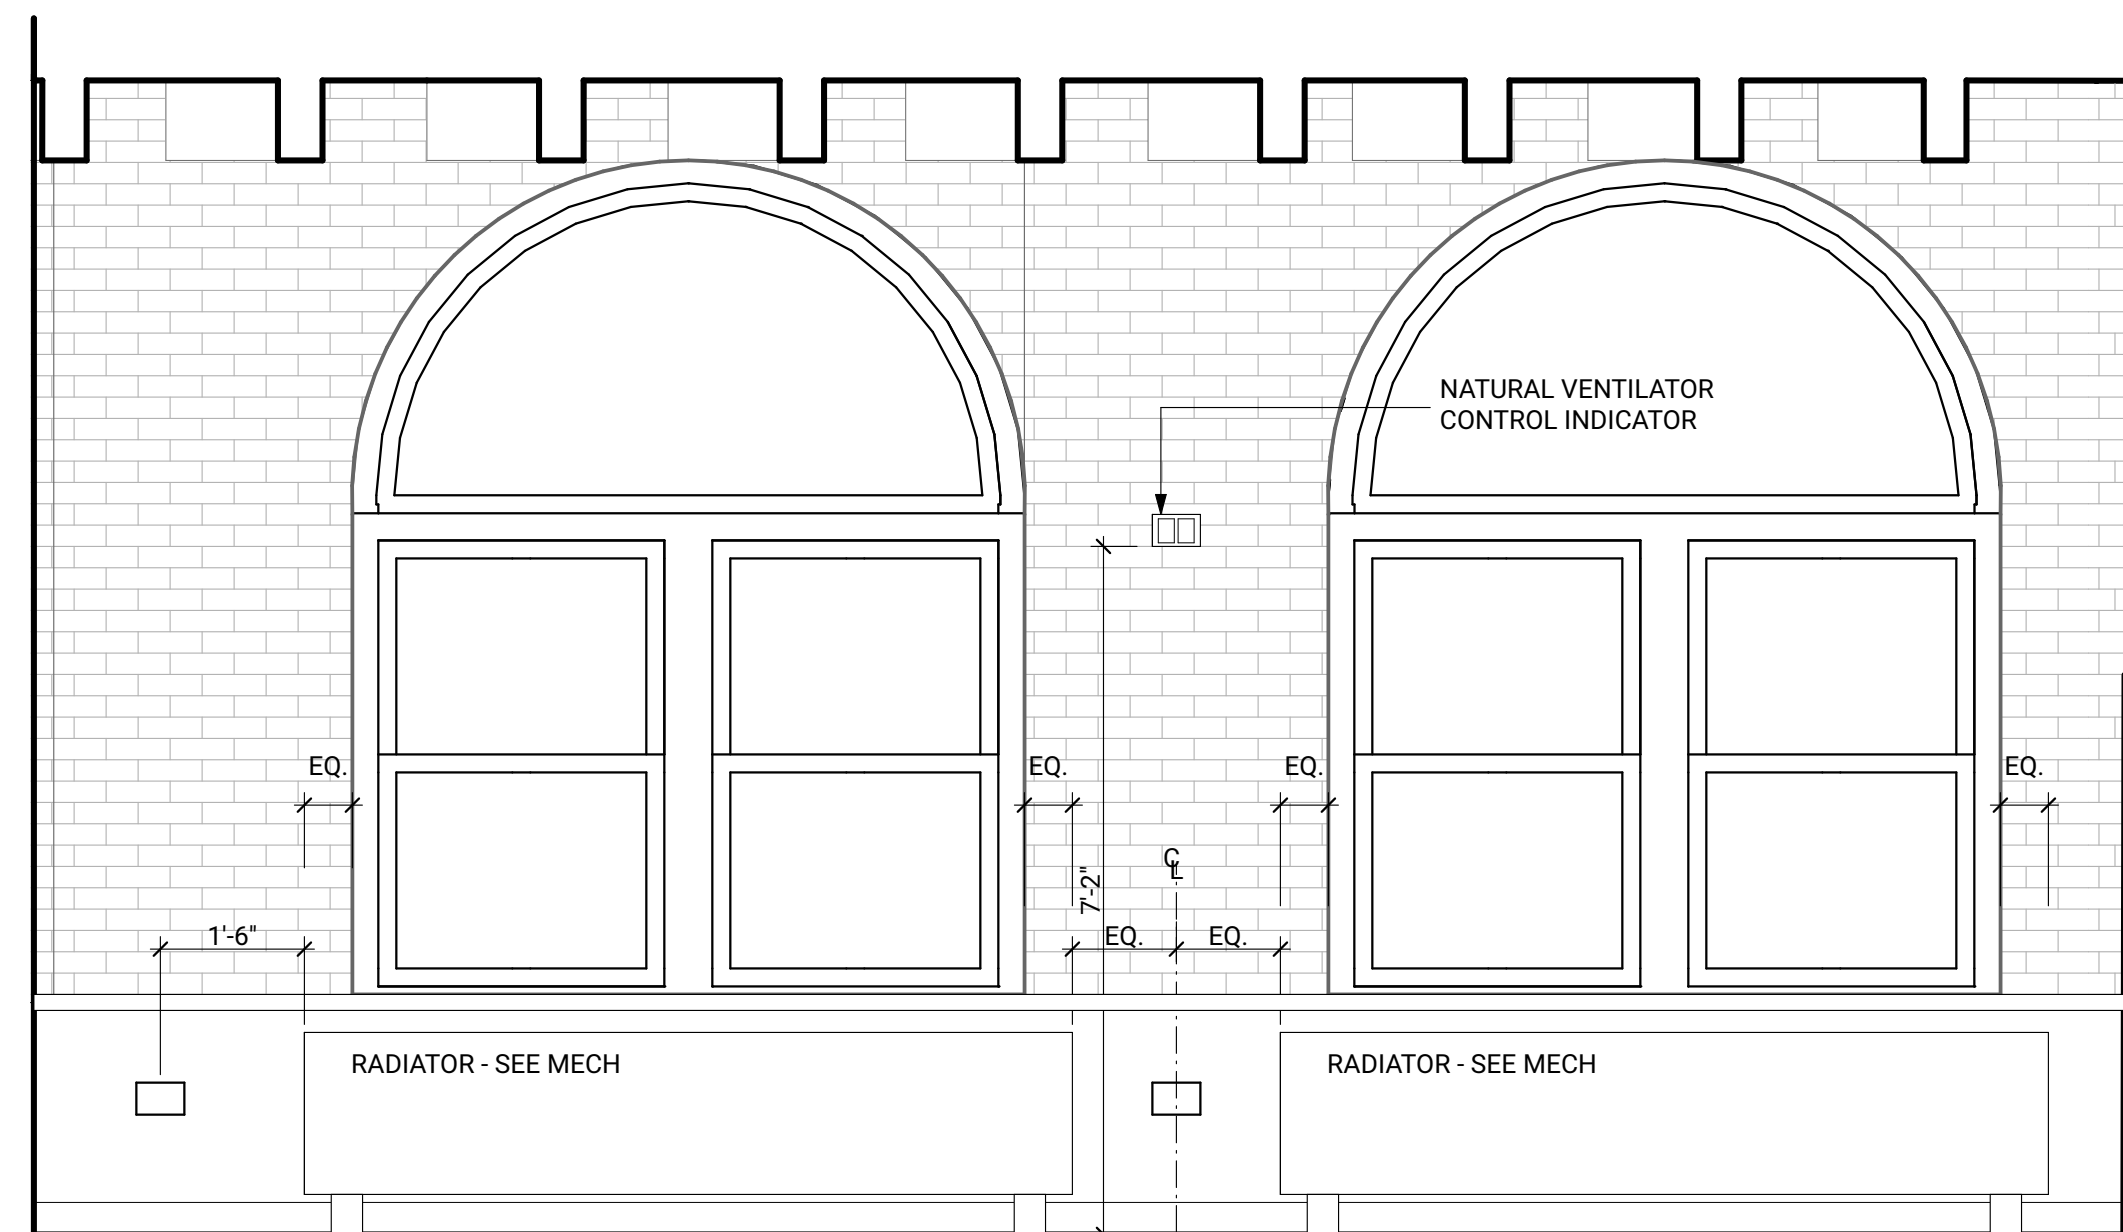 NATURAL VENTILATOR
CONTROL INDICATOR
EQ.
EQ.
EQ.
EQ.
CL
7'-2"
1'-6"
EQ.
EQ.
RADIATOR - SEE MECH
RADIATOR - SEE MECH